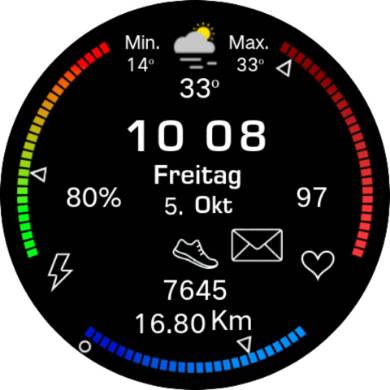 Min. Max.
14° 33°
33°
10 08
Freitag
5. Okt
80% 97
7645
16.80 Km